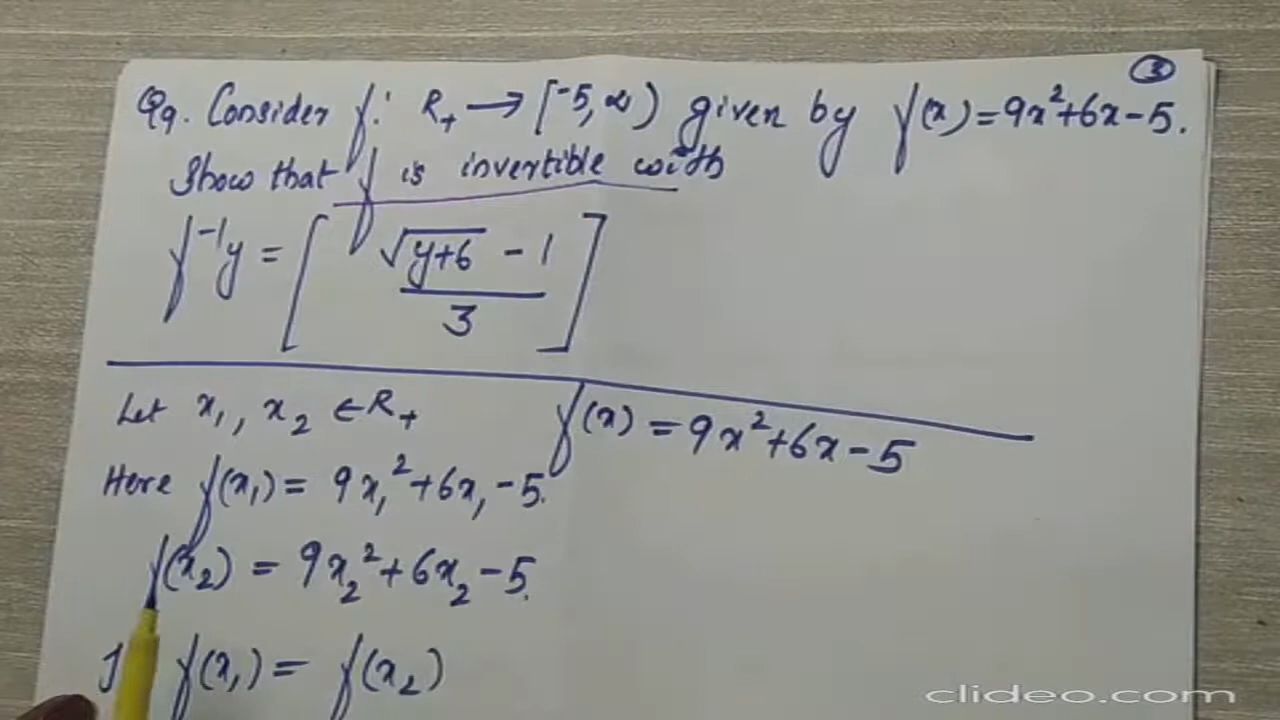 3
Q9. Consider f: R₊ → [-5, ∞) given by f(x) = 9x²+6x-5.
Show that f is invertible with
f⁻¹y = [ (√(y+6) - 1) / 3 ]
Let x₁, x₂ ∈ R₊
f(x) = 9x²+6x-5
Here f(x₁) = 9x₁²+6x₁-5.
f(x₂) = 9x₂²+6x₂-5.
f(x₁) = f(x₂)
clideo.com